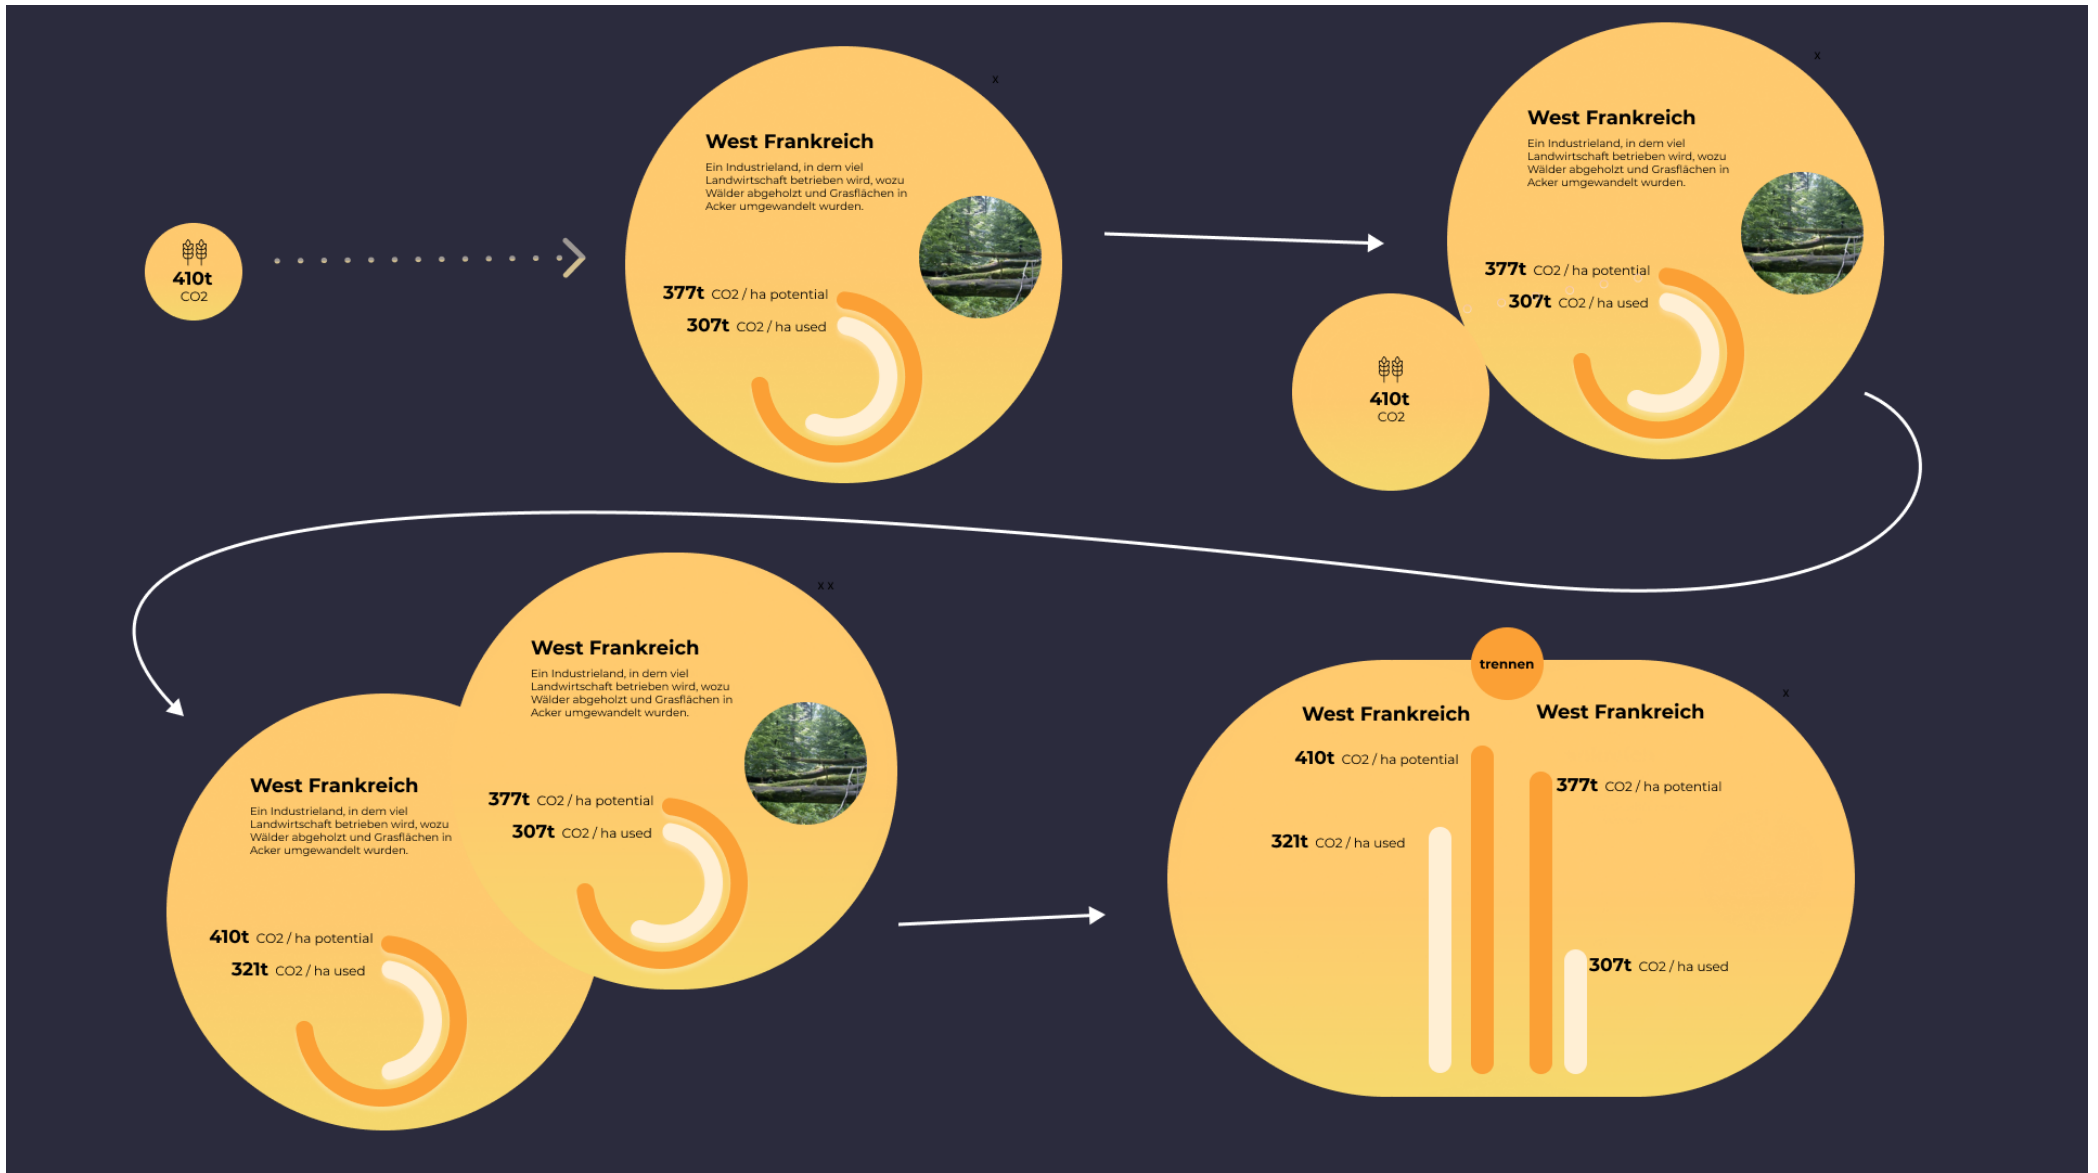 410t
CO2
x
West Frankreich
Ein Industrieland, in dem viel
Landwirtschaft betrieben wird, wozu
Wälder abgeholzt und Grasflächen in
Acker umgewandelt wurden.
377t CO2 / ha potential
307t CO2 / ha used
x
West Frankreich
Ein Industrieland, in dem viel
Landwirtschaft betrieben wird, wozu
Wälder abgeholzt und Grasflächen in
Acker umgewandelt wurden.
377t CO2 / ha potential
307t CO2 / ha used
410t
CO2
x x
West Frankreich
Ein Industrieland, in dem viel
Landwirtschaft betrieben wird, wozu
Wälder abgeholzt und Grasflächen in
Acker umgewandelt wurden.
377t CO2 / ha potential
307t CO2 / ha used
West Frankreich
Ein Industrieland, in dem viel
Landwirtschaft betrieben wird, wozu
Wälder abgeholzt und Grasflächen in
Acker umgewandelt wurden.
410t CO2 / ha potential
321t CO2 / ha used
trennen
x
West Frankreich
410t CO2 / ha potential
321t CO2 / ha used
West Frankreich
377t CO2 / ha potential
307t CO2 / ha used